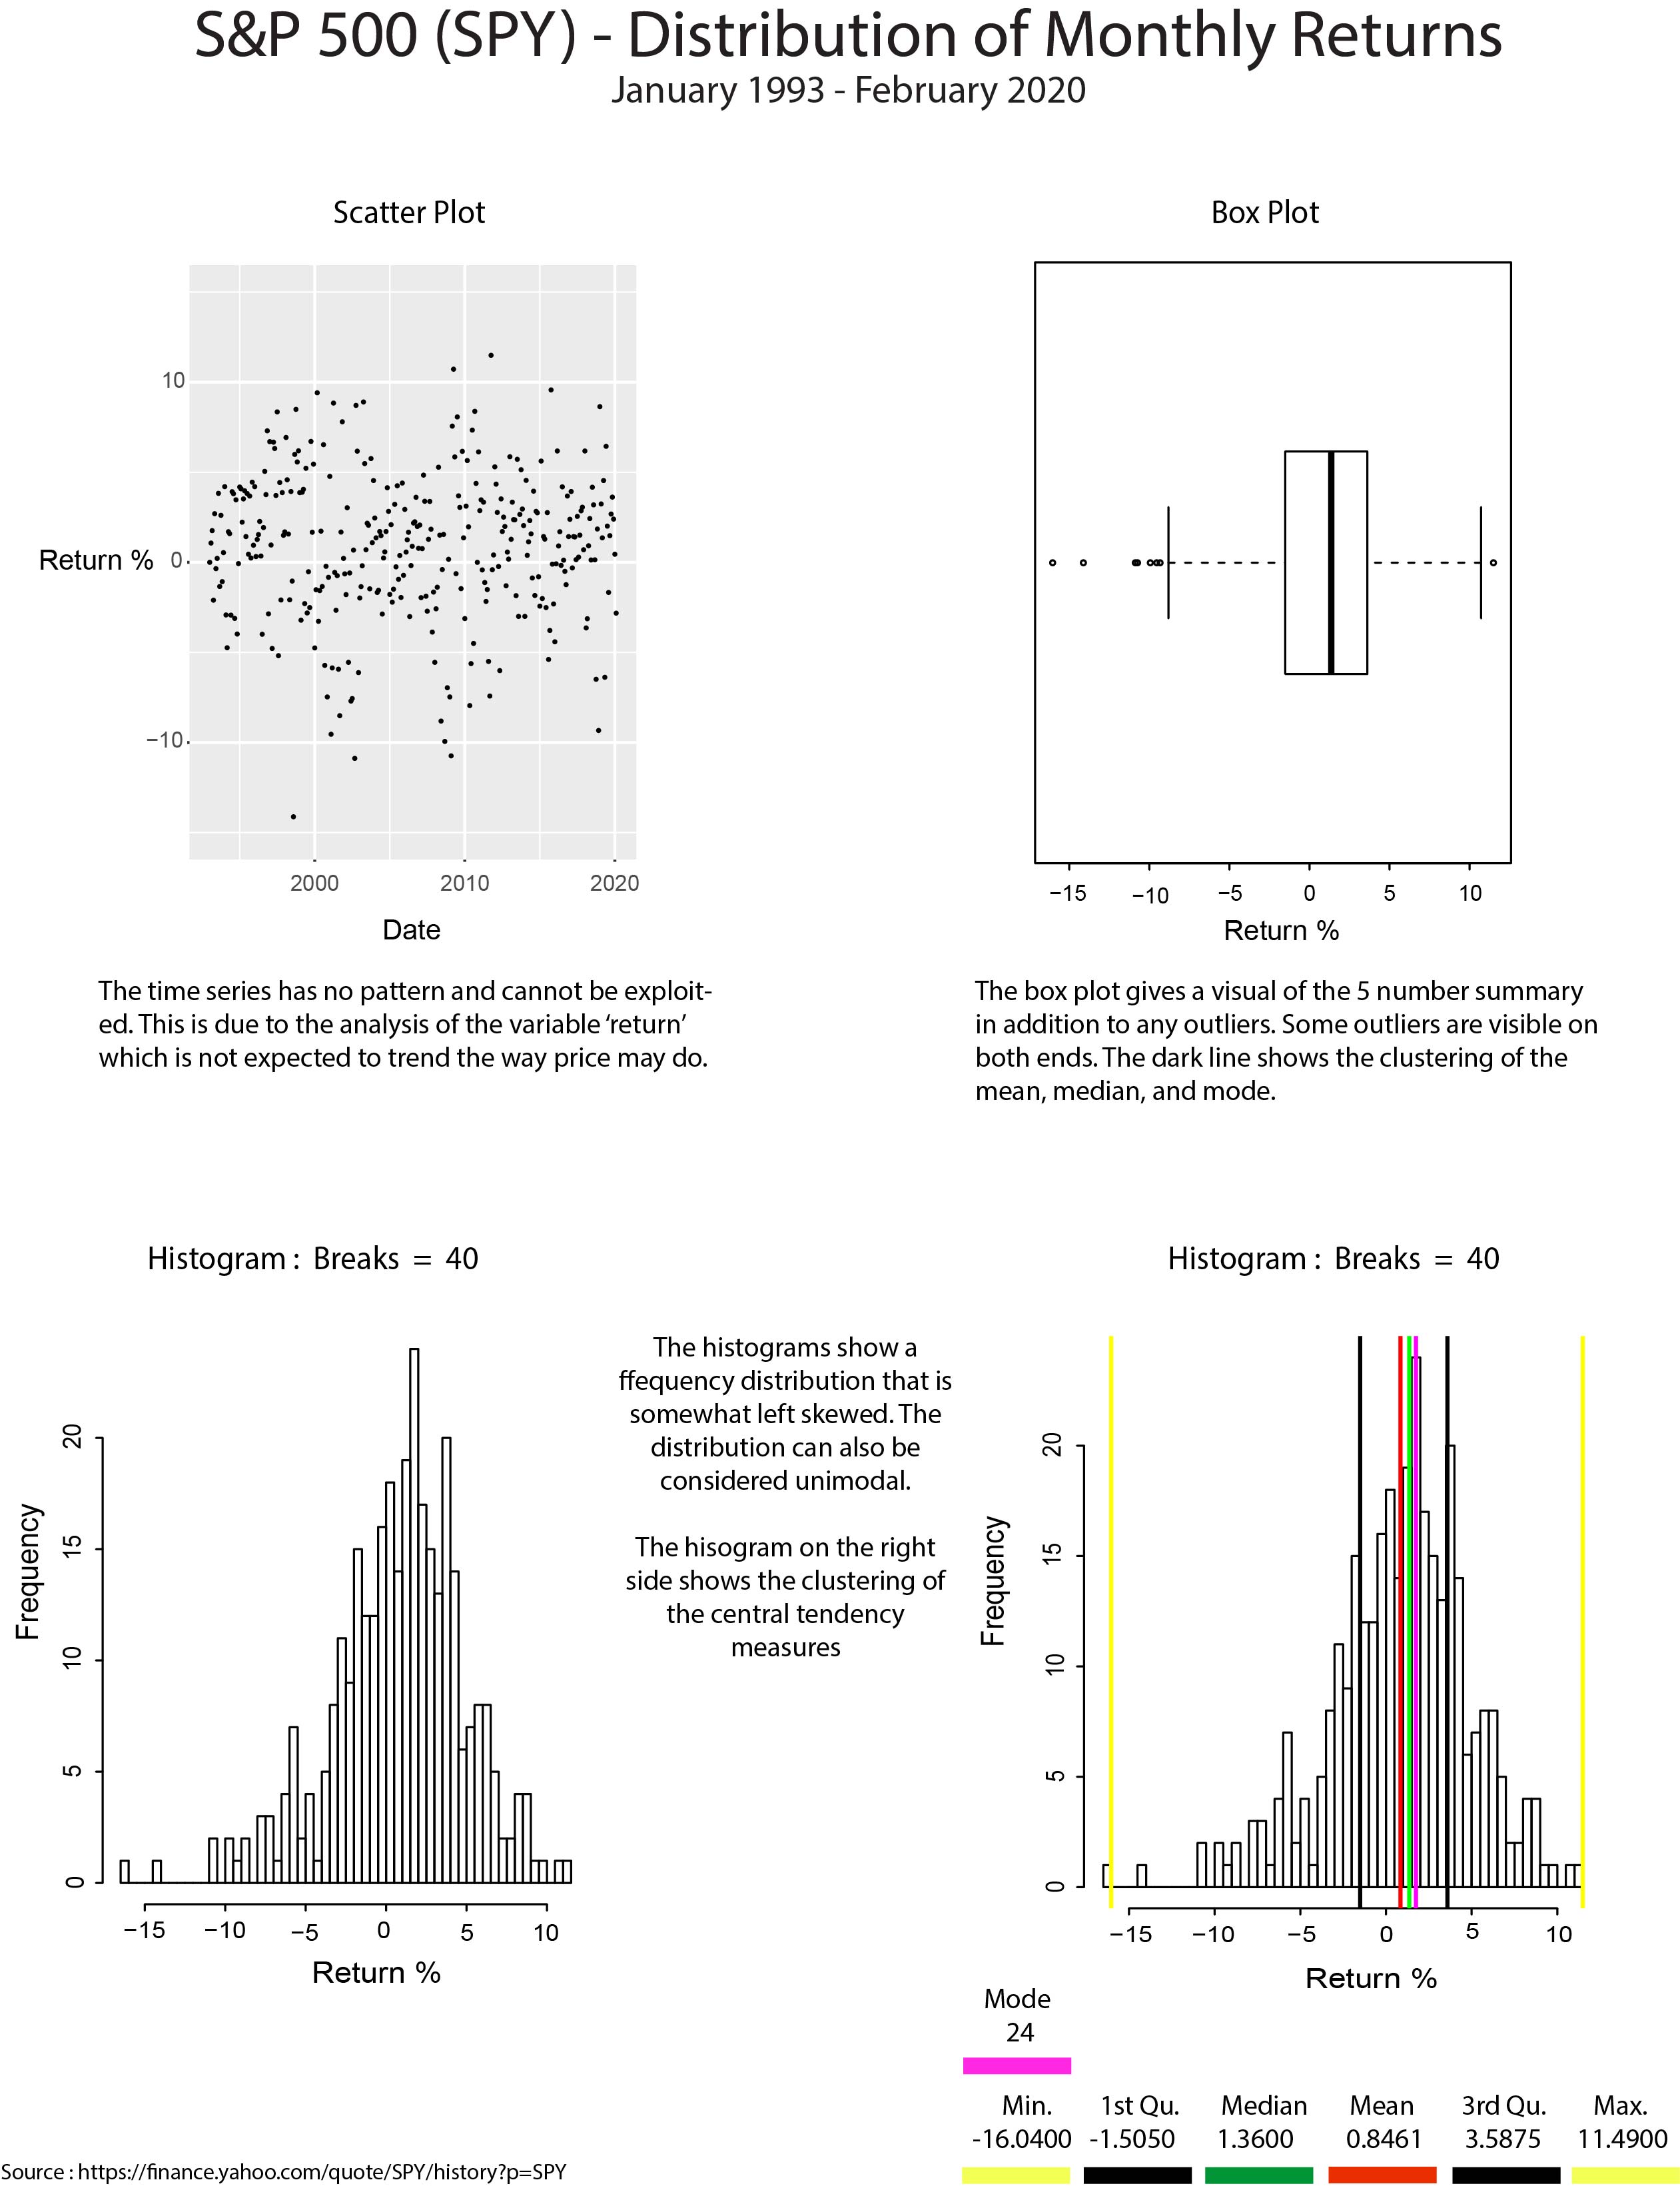 S&P 500 (SPY) - Distribution of Monthly Returns
January 1993 - February 2020
Scatter Plot
10
Return %
0
−10
2000 2010 2020
Date
The time series has no pattern and cannot be exploit-
ed. This is due to the analysis of the variable ‘return’
which is not expected to trend the way price may do.
Box Plot
−15 −10 −5 0 5 10
Return %
The box plot gives a visual of the 5 number summary
in addition to any outliers. Some outliers are visible on
both ends. The dark line shows the clustering of the
mean, median, and mode.
Histogram : Breaks = 40
Frequency
20
15
10
5
0
−15 −10 −5 0 5 10
Return %
The histograms show a
ffequency distribution that is
somewhat left skewed. The
distribution can also be
considered unimodal.
The hisogram on the right
side shows the clustering of
the central tendency
measures
Histogram : Breaks = 40
Frequency
20
15
10
5
0
−15 −10 −5 0 5 10
Return %
Mode
24
Min. 1st Qu. Median Mean 3rd Qu. Max.
-16.0400 -1.5050 1.3600 0.8461 3.5875 11.4900
Source : https://finance.yahoo.com/quote/SPY/history?p=SPY